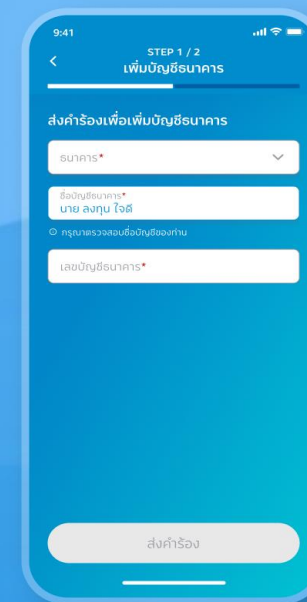 9:41
STEP 1 / 2
เพิ่มบัญชีธนาคาร
ส่งคำร้องเพื่อเพิ่มบัญชีธนาคาร
ธนาคาร*
ชื่อบัญชีธนาคาร*
นาย ลงทุน ใจดี
กรุณาตรวจสอบชื่อบัญชีของท่าน
เลขบัญชีธนาคาร*
ส่งคำร้อง